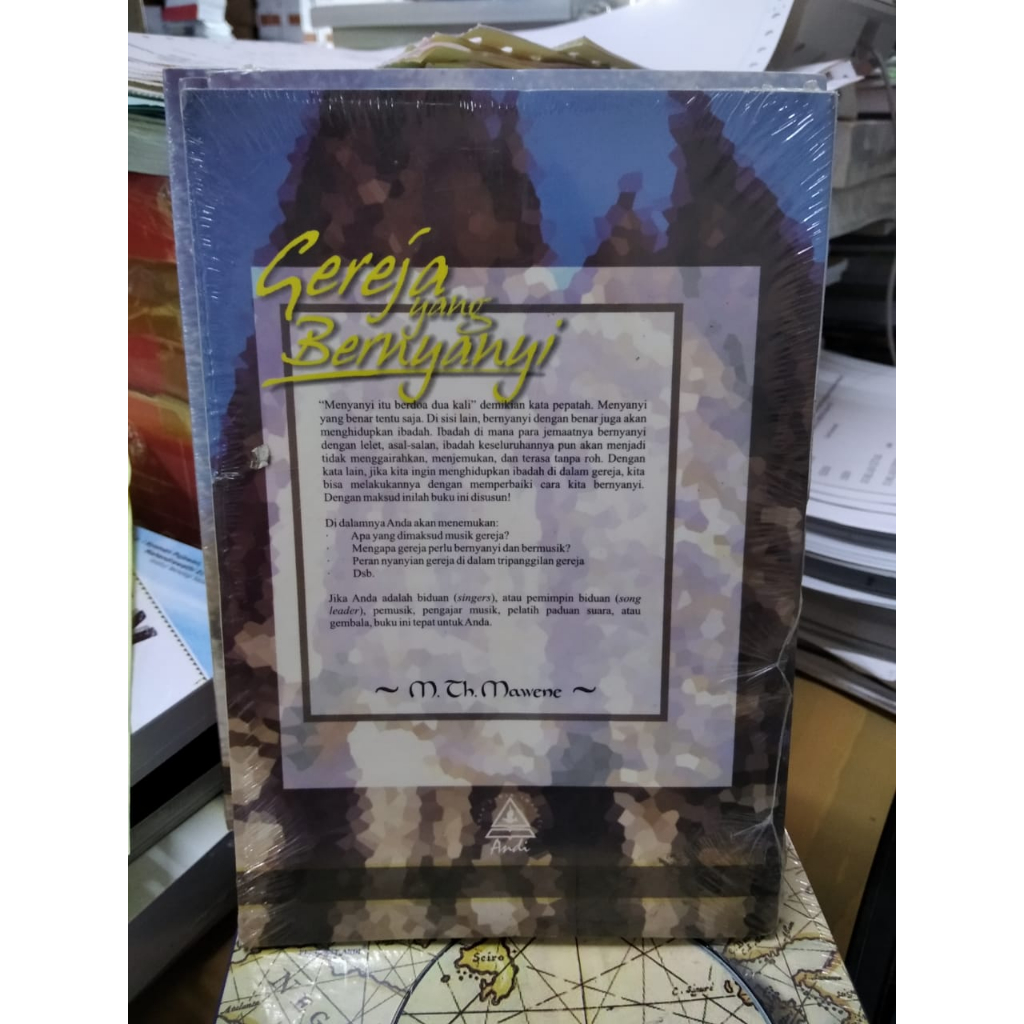 Gereja
yang
Bernyanyi
“Menyanyi itu berdoa dua kali” demikian kata pepatah. Menyanyi
yang benar tentu saja. Di sisi lain, bernyanyi dengan benar juga akan
menghidupkan ibadah. Ibadah di mana para jemaatnya bernyanyi
dengan lelet, asal-salan, ibadah keseluruhannya pun akan menjadi
tidak menggairahkan, menjemukan, dan terasa tanpa roh. Dengan
kata lain, jika kita ingin menghidupkan ibadah di dalam gereja, kita
bisa melakukannya dengan memperbaiki cara kita bernyanyi.
Dengan maksud inilah buku ini disusun!
Di dalamnya Anda akan menemukan:
· Apa yang dimaksud musik gereja?
· Mengapa gereja perlu bernyanyi dan bermusik?
· Peran nyanyian gereja di dalam tripanggilan gereja
· Dsb.
Jika Anda adalah biduan (singers), atau pemimpin biduan (song
leader), pemusik, pengajar musik, pelatih paduan suara, atau
gembala, buku ini tepat untuk Anda.
~ M. Th. Mawene ~
Andi
Seiro